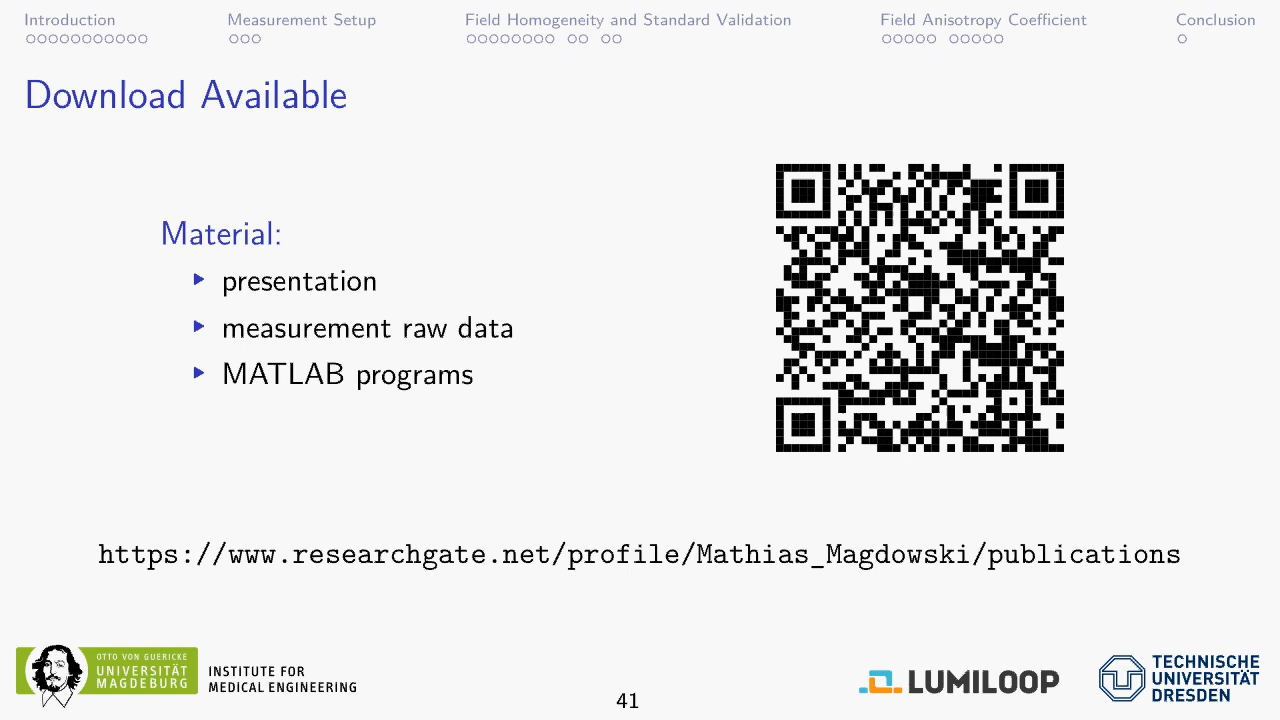 Introduction
Measurement Setup
Field Homogeneity and Standard Validation
Field Anisotropy Coefficient
Conclusion
Download Available
Material:
presentation
measurement raw data
MATLAB programs
https://www.researchgate.net/profile/Mathias_Magdowski/publications
OTTO VON GUERICKE
UNIVERSITÄT
MAGDEBURG
INSTITUTE FOR
MEDICAL ENGINEERING
41
LUMILOOP
TECHNISCHE
UNIVERSITÄT
DRESDEN